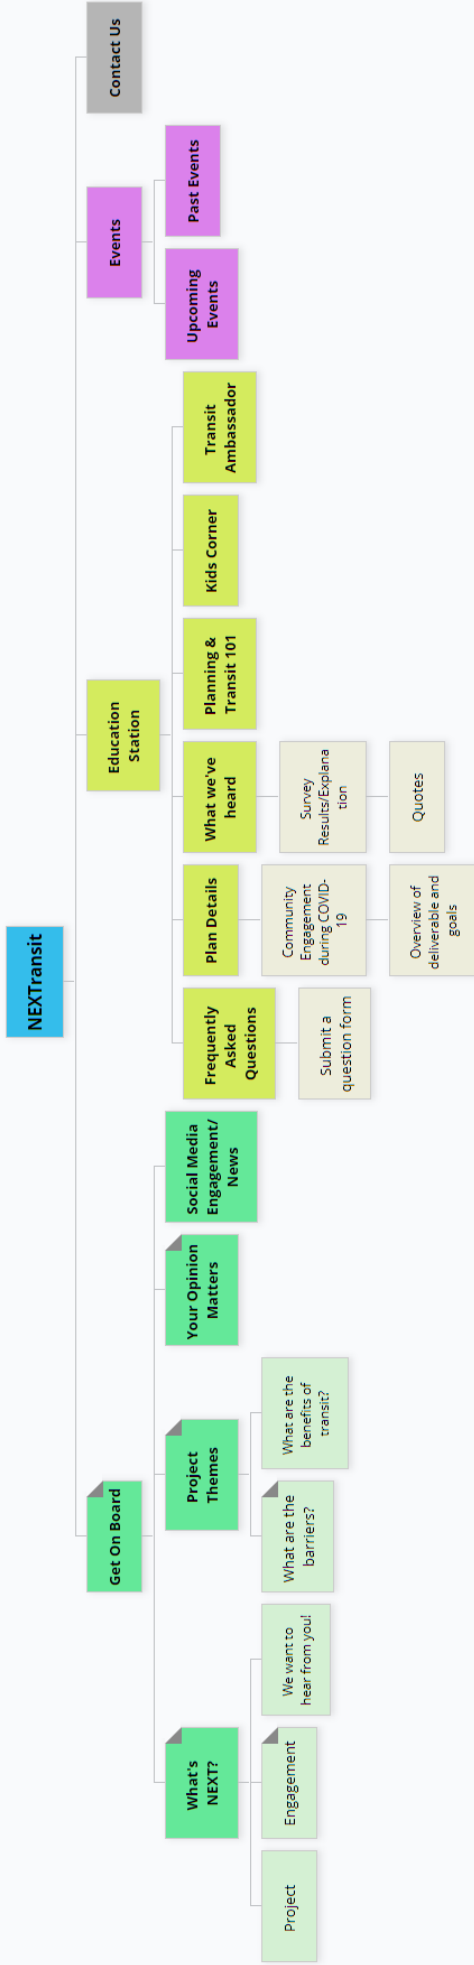 NEXTransit
Get On Board
Education
Station
Events
Contact Us
What's
NEXT?
Project
Themes
Your Opinion
Matters
Social Media
Engagement/
News
Frequently
Asked
Questions
Plan Details
What we've
heard
Planning &
Transit 101
Kids Corner
Transit
Ambassador
Upcoming
Events
Past Events
Project
Engagement
We want to
hear from you!
What are the
barriers?
What are the
benefits of
transit?
Submit a
question form
Community
Engagement
during COVID-
19
Survey
Results/Explana
tion
Overview of
deliverable and
goals
Quotes